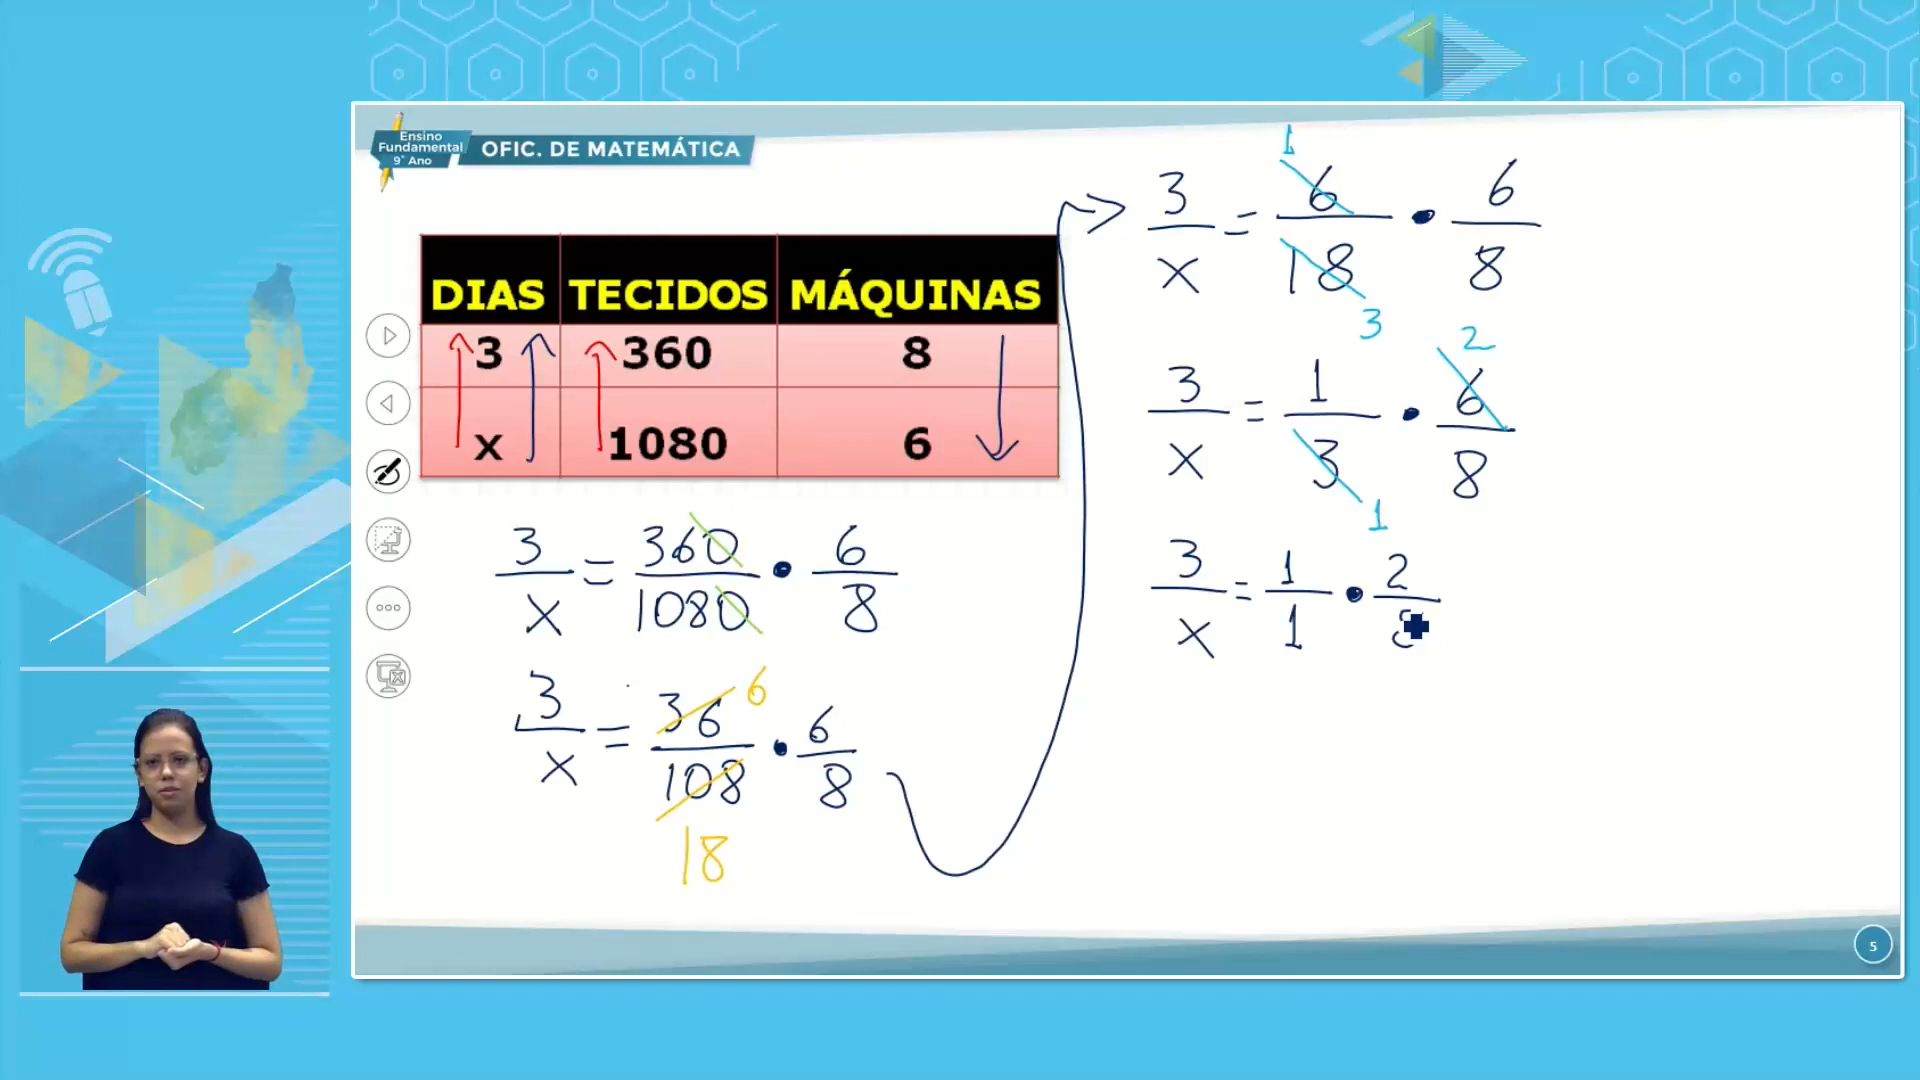 Ensino
Fundamental
9° Ano
OFIC. DE MATEMÁTICA
DIAS TECIDOS MÁQUINAS
3 360 8
x 1080 6
3/x = 360/1080 • 6/8
3/x = 36/108 • 6/8
6
18
3/x = 6/18 • 6/8
1
3
3/x = 1/3 • 6/8
2
1
3/x = 1/1 • 2/
5